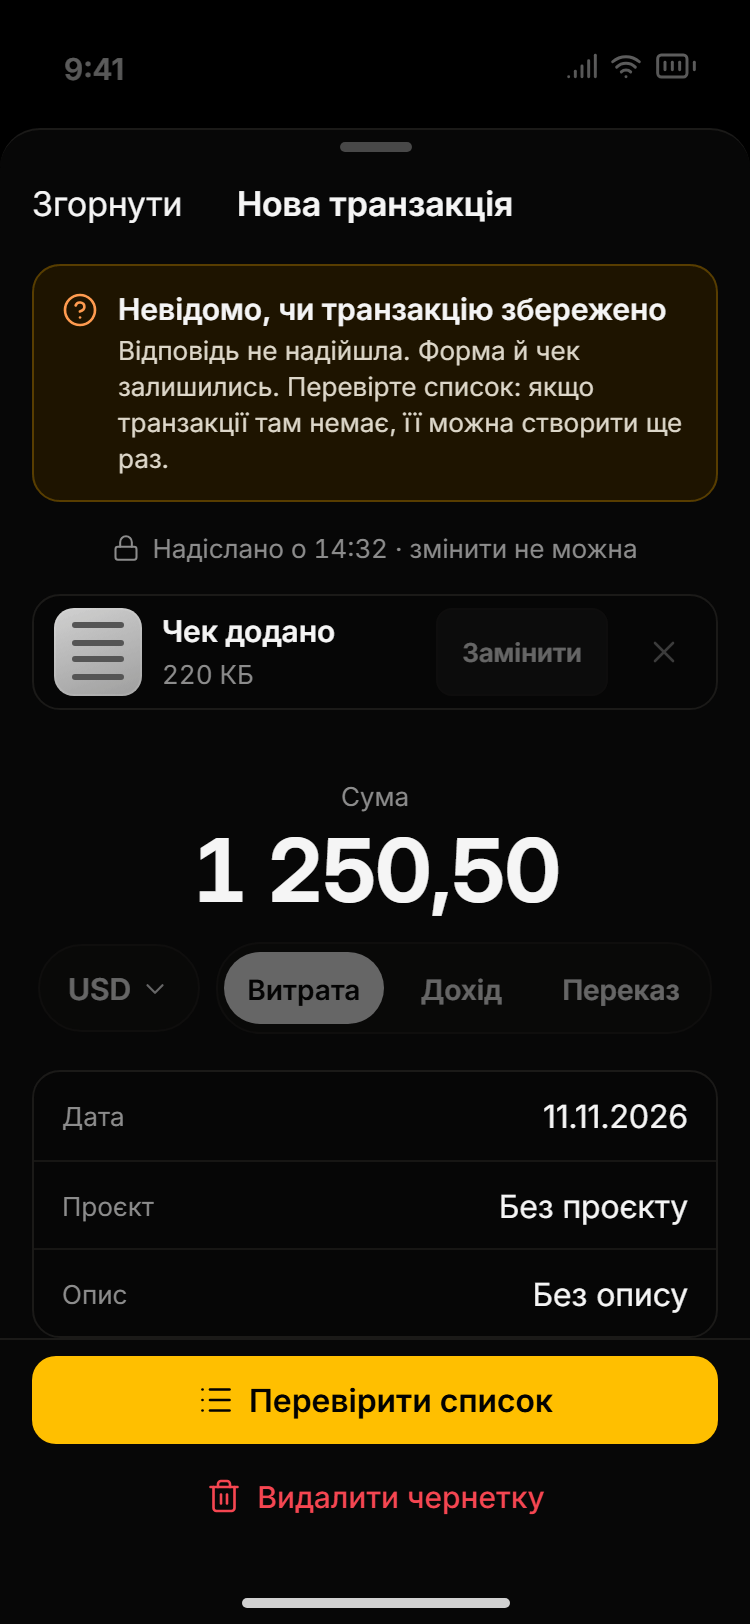 9:41
Згорнути
Нова транзакція
Невідомо, чи транзакцію збережено
Відповідь не надійшла. Форма й чек
залишились. Перевірте список: якщо
транзакції там немає, її можна створити ще
раз.
Надіслано о 14:32 · змінити не можна
Чек додано
220 КБ
Замінити
Сума
1 250,50
USD
Витрата
Дохід
Переказ
Дата
11.11.2026
Проєкт
Без проєкту
Опис
Без опису
Перевірити список
Видалити чернетку